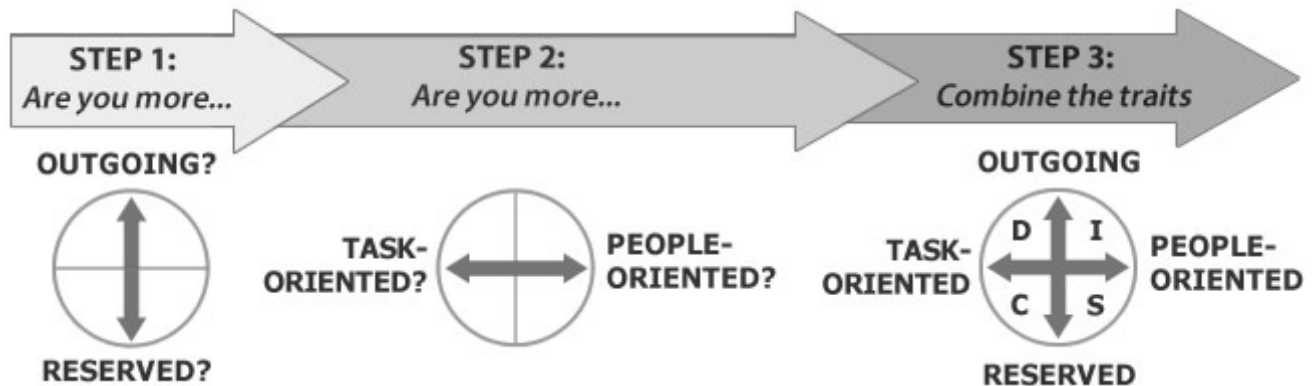 STEP 1:
Are you more...
STEP 2:
Are you more...
STEP 3:
Combine the traits
OUTGOING?
RESERVED?
TASK-
ORIENTED?
PEOPLE-
ORIENTED?
OUTGOING
TASK-
ORIENTED
D I
C S
PEOPLE-
ORIENTED
RESERVED